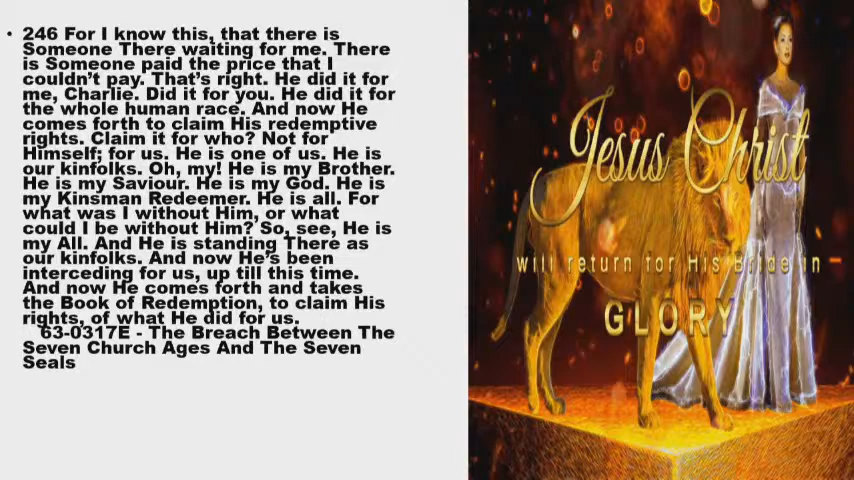 • 246 For I know this, that there is
Someone There waiting for me. There
is Someone paid the price that I
couldn’t pay. That’s right. He did it for
me, Charlie. Did it for you. He did it for
the whole human race. And now He
comes forth to claim His redemptive
rights. Claim it for who? Not for
Himself; for us. He is one of us. He is
our kinfolks. Oh, my! He is my Brother.
He is my Saviour. He is my God. He is
my Kinsman Redeemer. He is all. For
what was I without Him, or what
could I be without Him? So, see, He is
my All. And He is standing There as
our kinfolks. And now He’s been
interceding for us, up till this time.
And now He comes forth and takes
the Book of Redemption, to claim His
rights, of what He did for us.
63-0317E - The Breach Between The
Seven Church Ages And The Seven
Seals
Jesus Christ
will return for His Bride in
GLORY